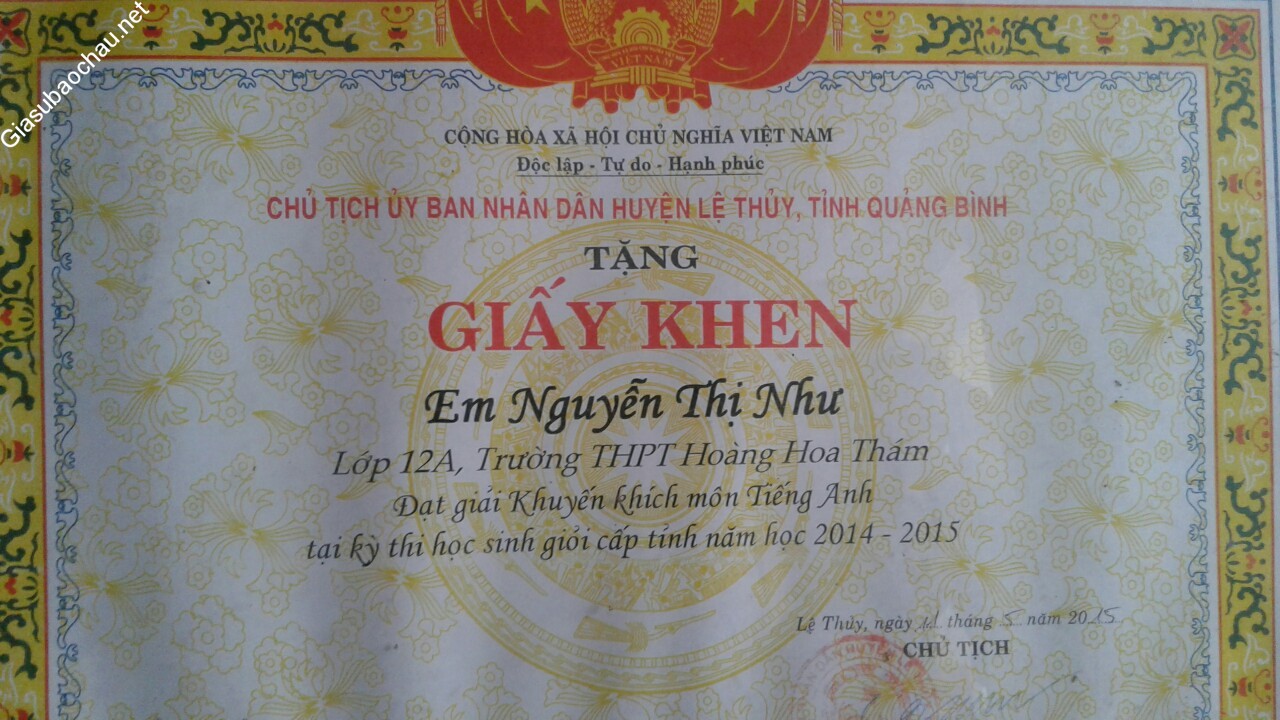 Giasubaochau.net
VIỆT NAM
CỘNG HÒA XÃ HỘI CHỦ NGHĨA VIỆT NAM
Độc lập - Tự do - Hạnh phúc
CHỦ TỊCH ỦY BAN NHÂN DÂN HUYỆN LỆ THỦY, TỈNH QUẢNG BÌNH
TẶNG
GIẤY KHEN
Em Nguyễn Thị Như
Lớp 12A, Trường THPT Hoàng Hoa Thám
Đạt giải Khuyến khích môn Tiếng Anh
tại kỳ thi học sinh giỏi cấp tỉnh năm học 2014 - 2015
Lệ Thủy, ngày tháng 5 năm 2015
CHỦ TỊCH